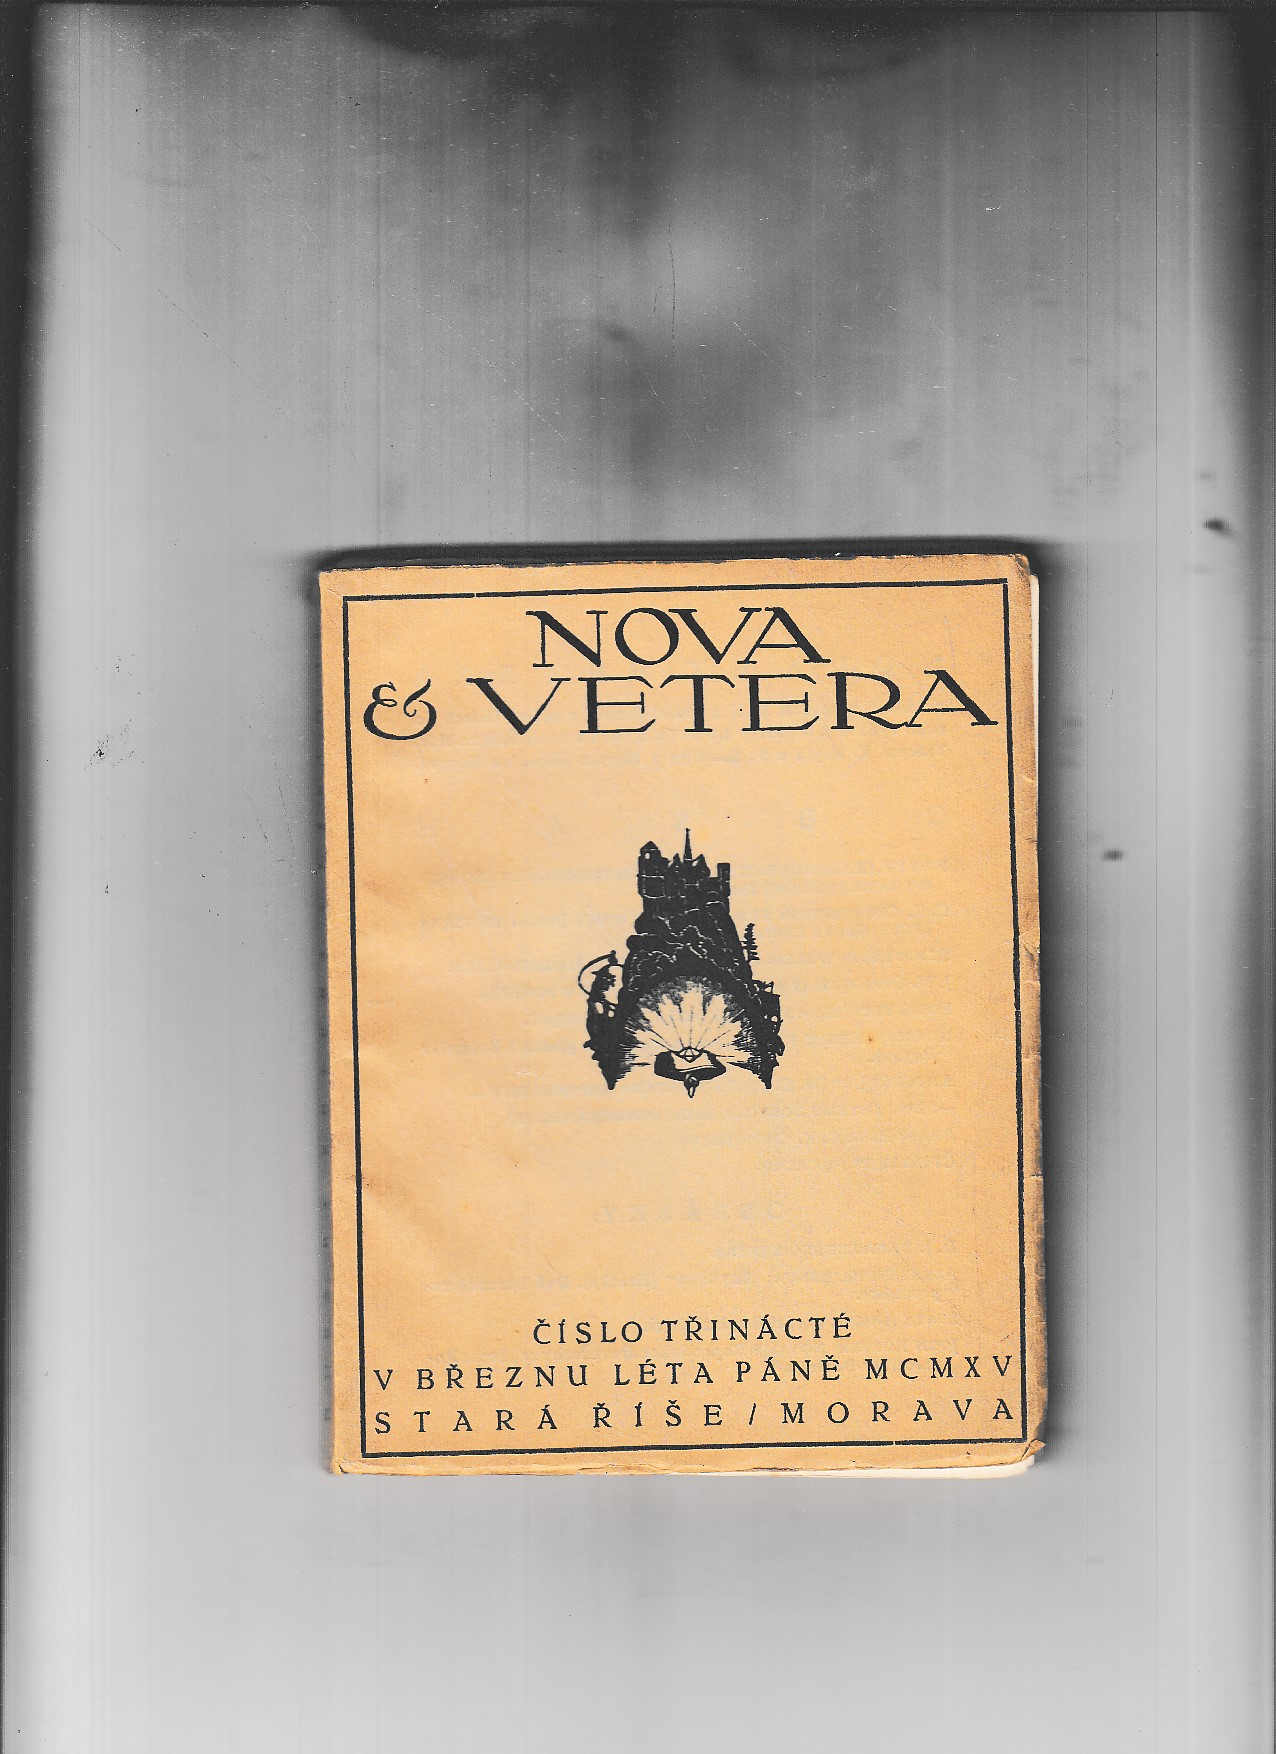 NOVA
& VETERA
ČÍSLO TŘINÁCTÉ
V BŘEZNU LÉTA PÁNĚ MCMXV
STARÁ ŘÍŠE / MORAVA